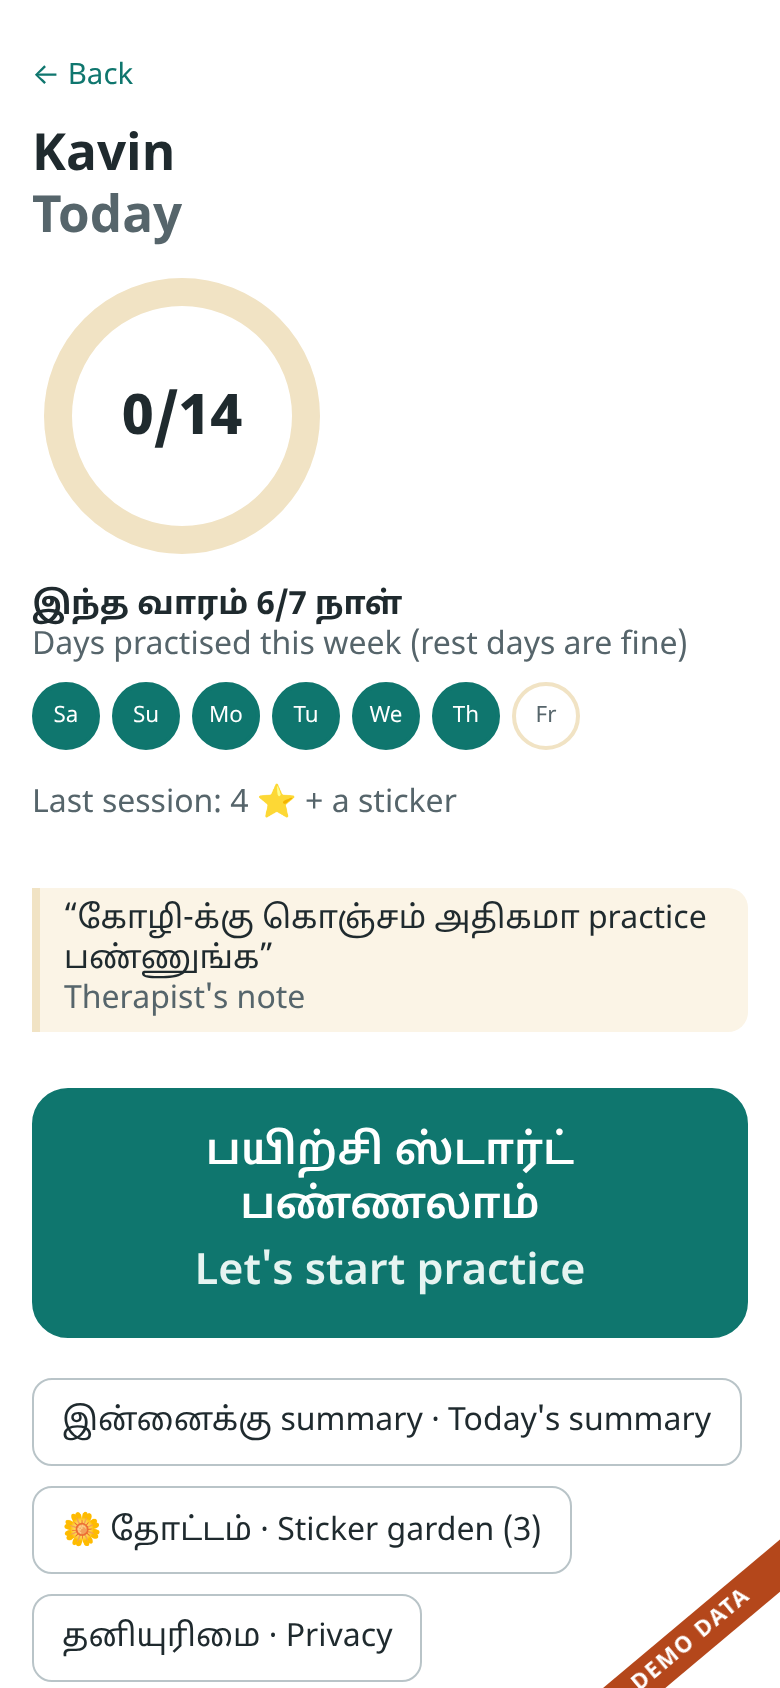 ← Back
Kavin
Today
0/14
இந்த வாரம் 6/7 நாள்
Days practised this week (rest days are fine)
Sa Su Mo Tu We Th Fr
Last session: 4 ⭐ + a sticker
“கோழி-க்கு கொஞ்சம் அதிகமா practice
பண்ணுங்க”
Therapist's note
பயிற்சி ஸ்டார்ட்
பண்ணலாம்
Let's start practice
இன்னைக்கு summary · Today's summary
🌼 தோட்டம் · Sticker garden (3)
தனியுரிமை · Privacy
DEMO DATA